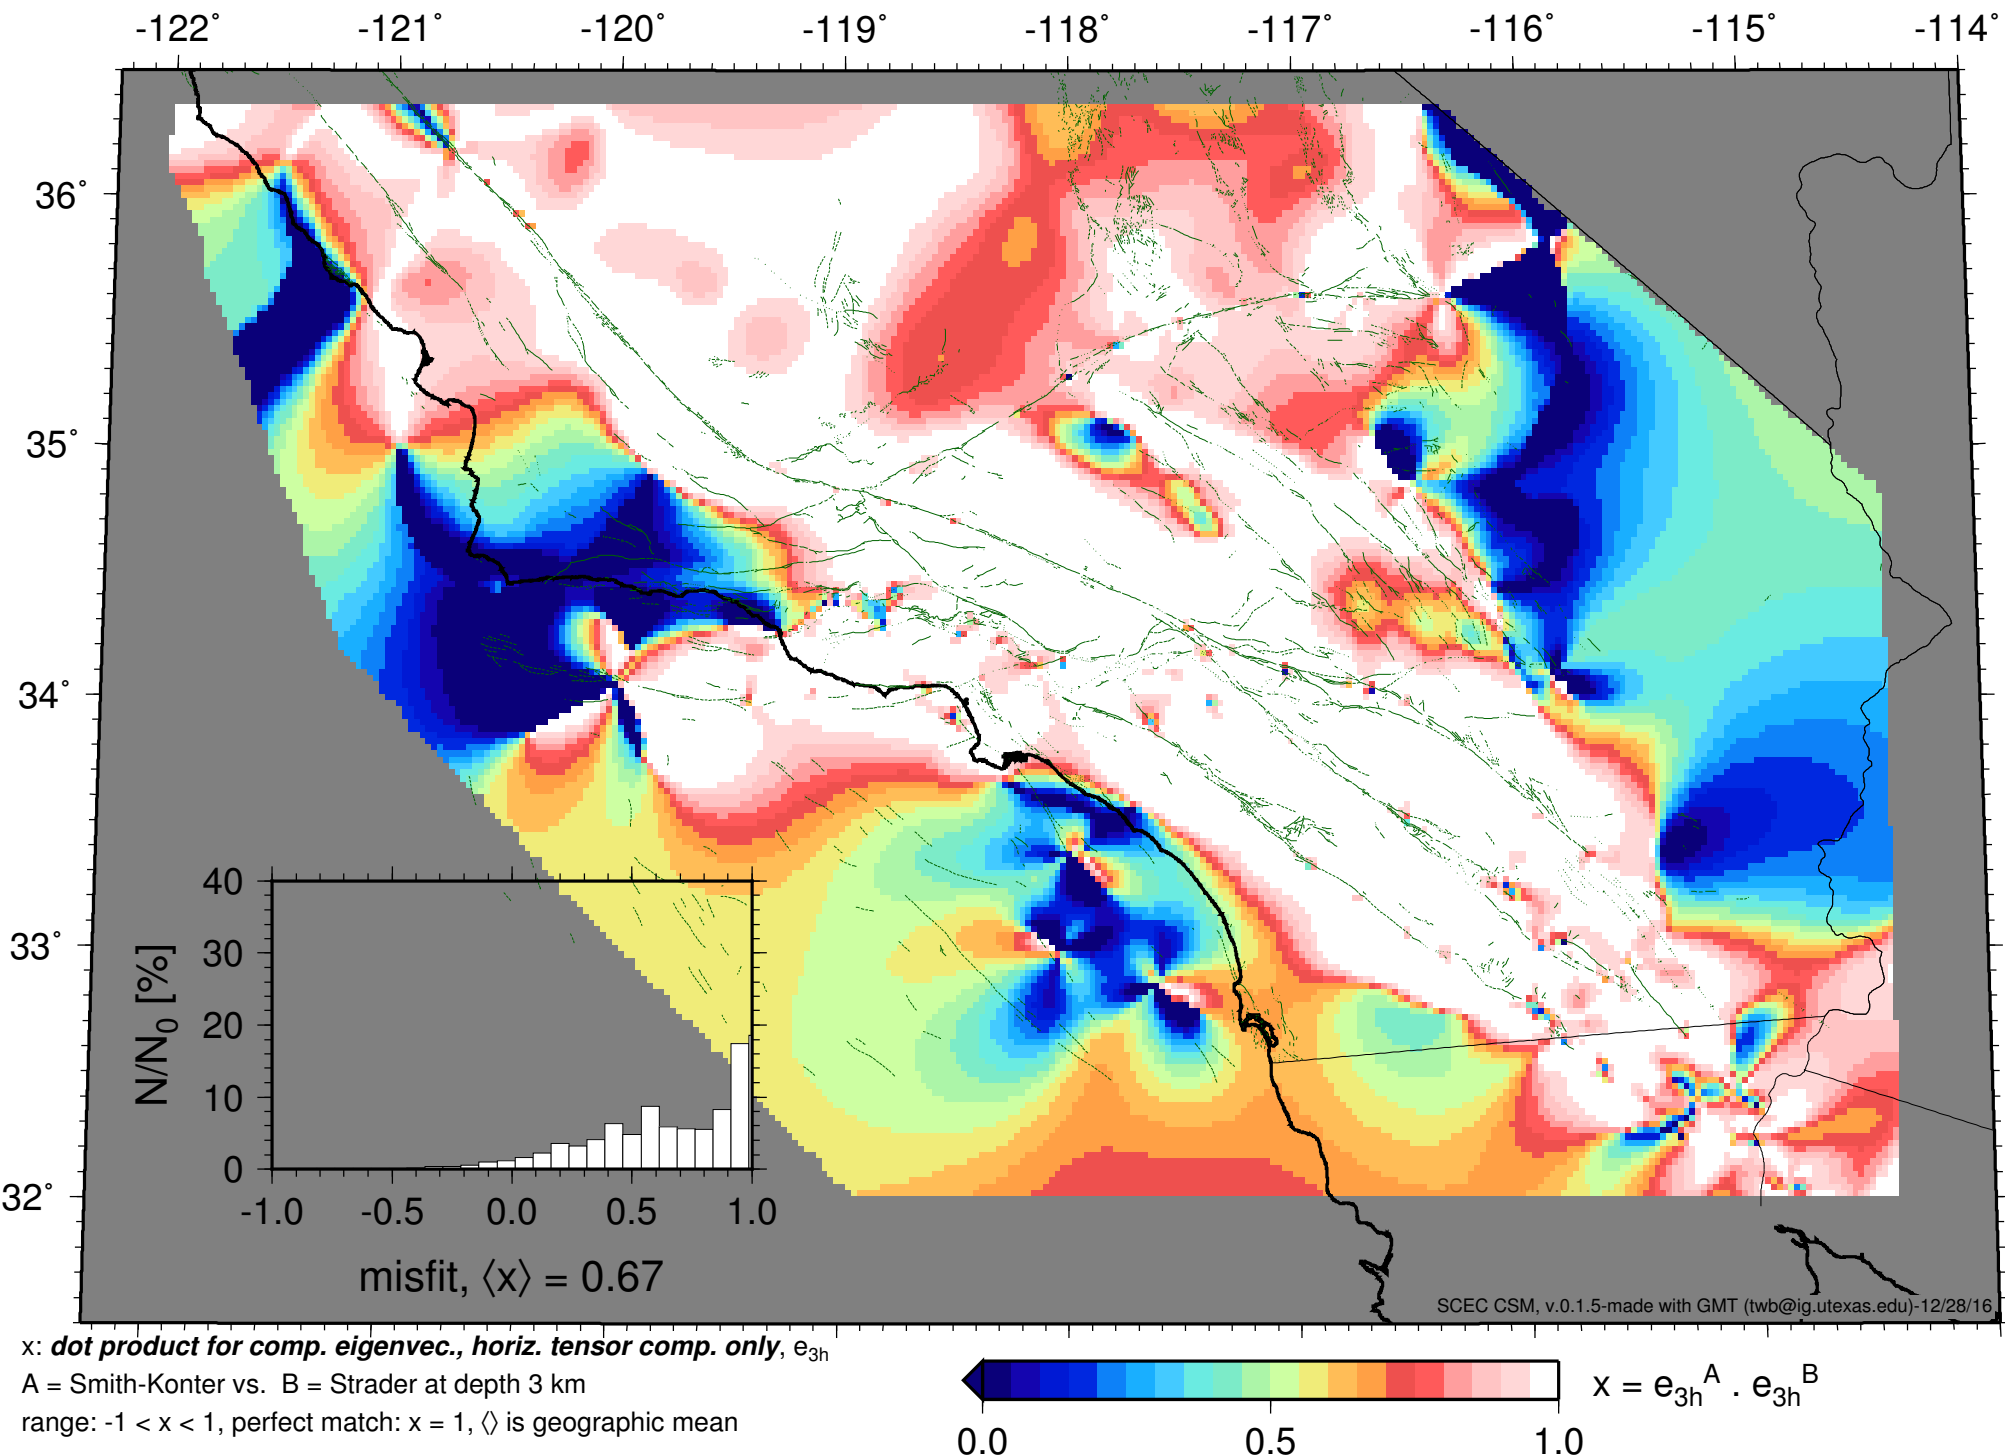 -122° -121° -120° -119° -118° -117° -116° -115° -114°
36°
35°
34°
33°
32°
40
30
20
10
0
N/N0 [%]
-1.0 -0.5 0.0 0.5 1.0
misfit, ⟨x⟩ = 0.67
SCEC CSM, v.0.1.5-made with GMT (twb@ig.utexas.edu)-12/28/16
x: dot product for comp. eigenvec., horiz. tensor comp. only, e3h
A = Smith-Konter vs. B = Strader at depth 3 km
range: -1 < x < 1, perfect match: x = 1, ⟨⟩ is geographic mean
x = e3h^A . e3h^B
0.0 0.5 1.0